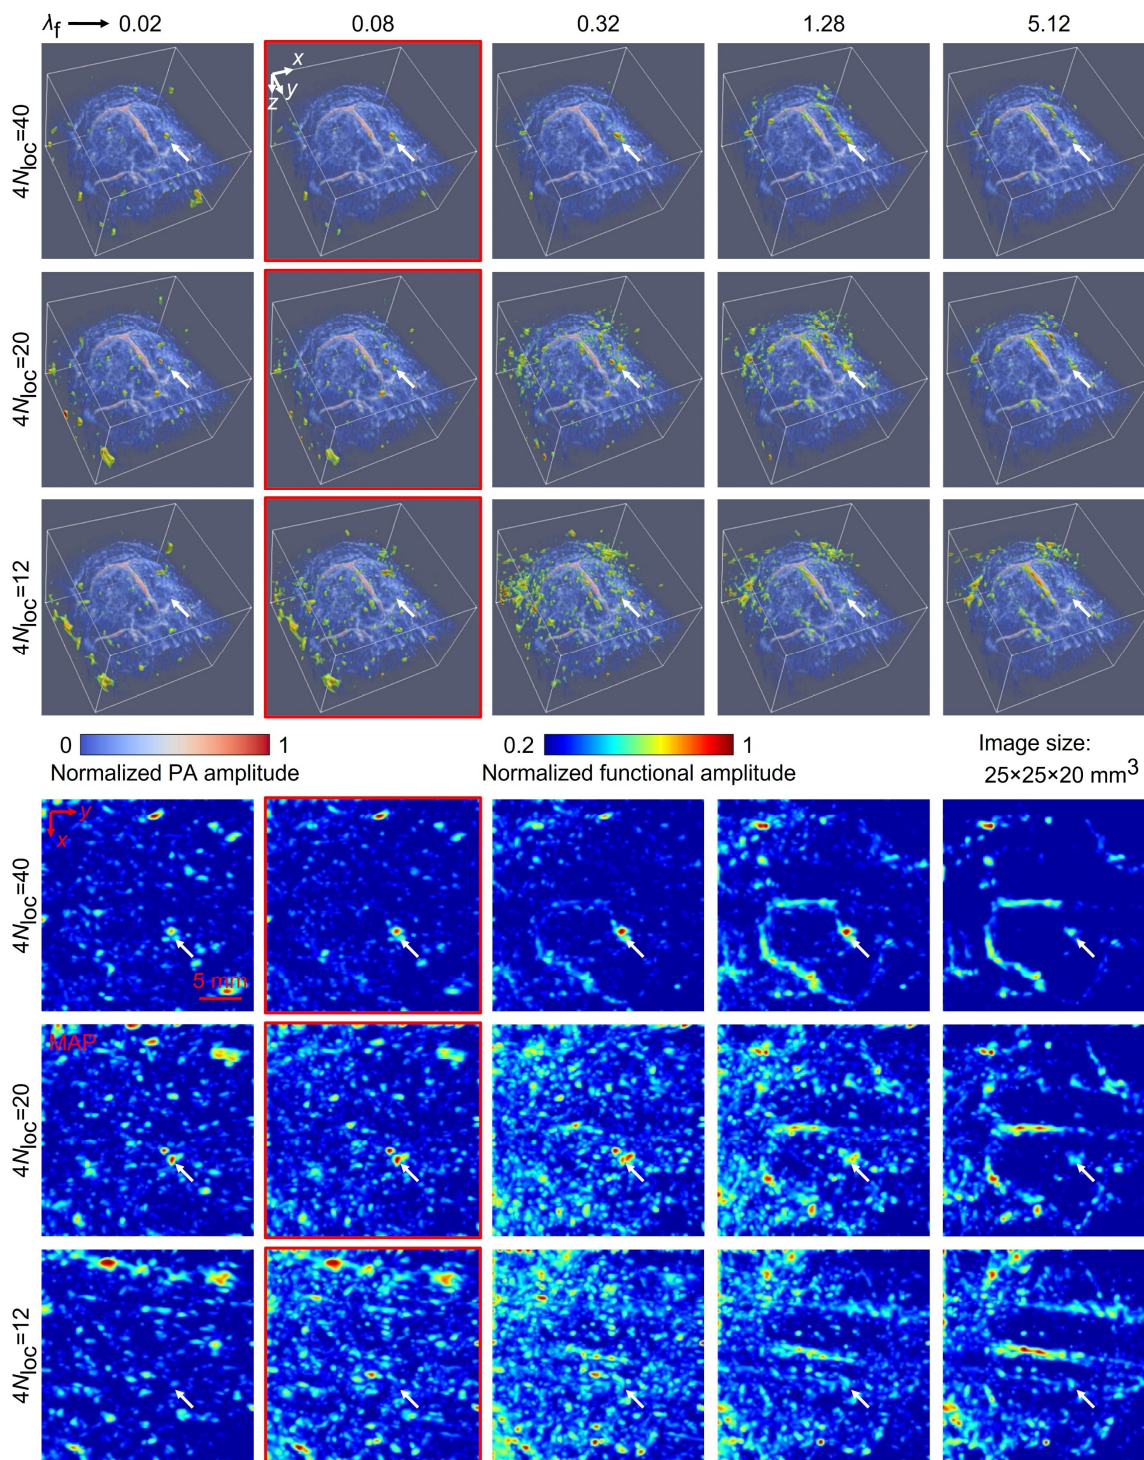 λf → 0.02 0.08 0.32 1.28 5.12
x
y
z
4Nloc=40
4Nloc=20
4Nloc=12
0 1 0.2 1 Image size:
Normalized PA amplitude Normalized functional amplitude 25×25×20 mm3
y
x
4Nloc=40
5 mm
MAP
4Nloc=20
4Nloc=12